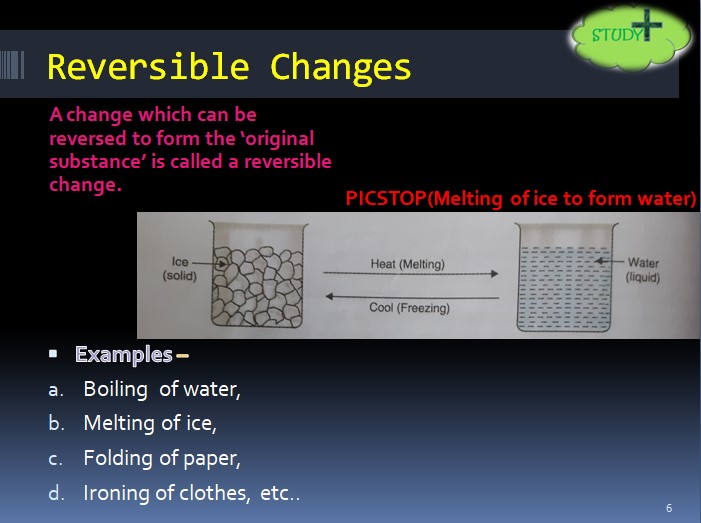 STUDY+
Reversible Changes
A change which can be
reversed to form the ‘original
substance’ is called a reversible
change.
PICSTOP(Melting of ice to form water)
Ice
(solid)
Heat (Melting)
Cool (Freezing)
Water
(liquid)
▪ Examples –
a. Boiling of water,
b. Melting of ice,
c. Folding of paper,
d. Ironing of clothes, etc..
6